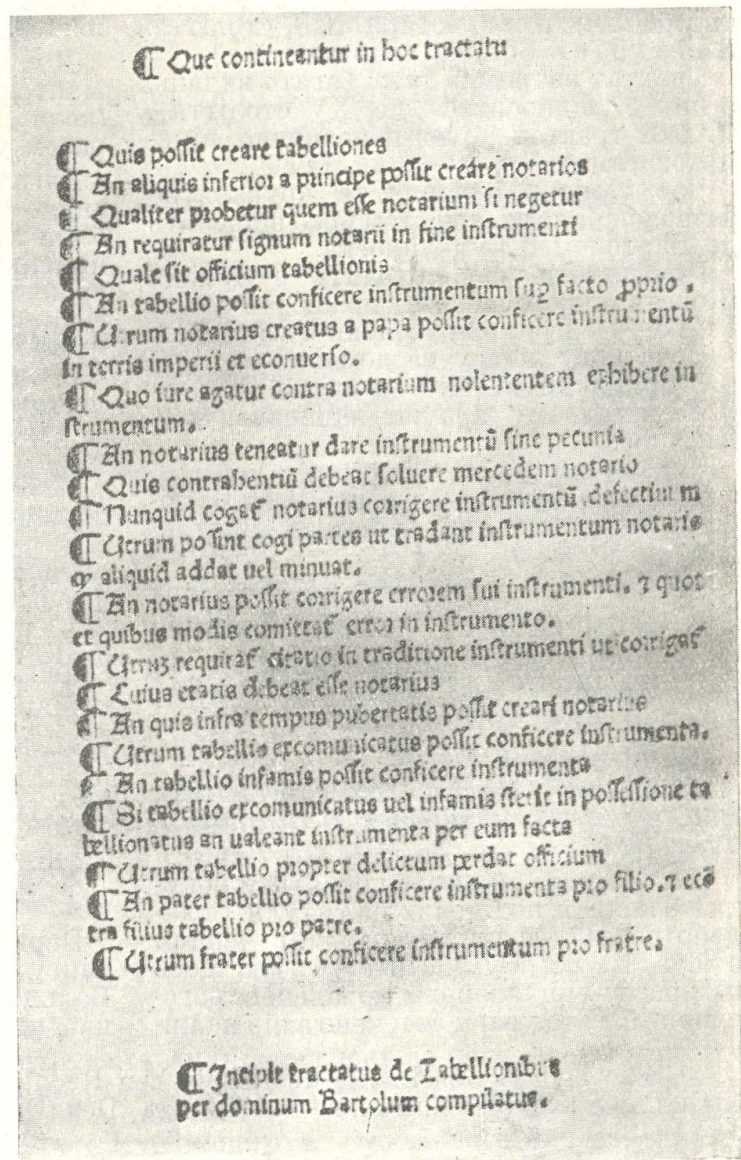 ¶ Que contineantur in hoc tractatu
¶ Quis possit creare tabelliones
¶ An aliquis inferior a principe possit creare notarios
¶ Qualiter probetur quem esse notarium si negetur
¶ An requiratur signum notarii in fine instrumenti
¶ Quale sit officium tabellionis
¶ An tabellio possit conficere instrumentum suꝑ facto ꝓprio .
¶ Utrum notarius creatus a papa possit conficere instrumentū
in terris imperii et econuerso.
¶ Quo iure agatur contra notarium nolententem exhibere in
strumentum.
¶ An notarius teneatur dare instrumentū sine pecunia
¶ Quis contrahentiū debeat soluere mercedem notario
¶ Nunquid cogat᷑ notarius corrigere instrumentū defectiuum
¶ Utrum possint cogi partes ut tradant instrumentum notario
ꝙ aliquid addat uel minuat.
¶ An notarius possit corrigere errorem sui instrumenti. ⁊ quot
et quibus modis comittat᷑ error in instrumento.
¶ Utruꝫ requirat᷑ citatio in traditione instrumenti ut corrigat᷑
¶ Cuius etatis debeat esse notarius
¶ An quis infra tempus pubertatis possit creari notarius
¶ Utrum tabellio excomunicatus possit conficere instrumenta.
¶ An tabellio infamis possit conficere instrumenta
¶ Si tabellio excomunicatus uel infamis stetit in possessione ta
bellionatus an ualeant instrumenta per eum facta
¶ Utrum tabellio propter delictum perdat officium
¶ An pater tabellio possit conficere instrumenta pro filio. ⁊ ecō
tra filius tabellio pro patre.
¶ Utrum frater possit conficere instrumentum pro fratre.
¶ Incipit tractatus de Tabellionibus
per dominum Bartolum compilatus.